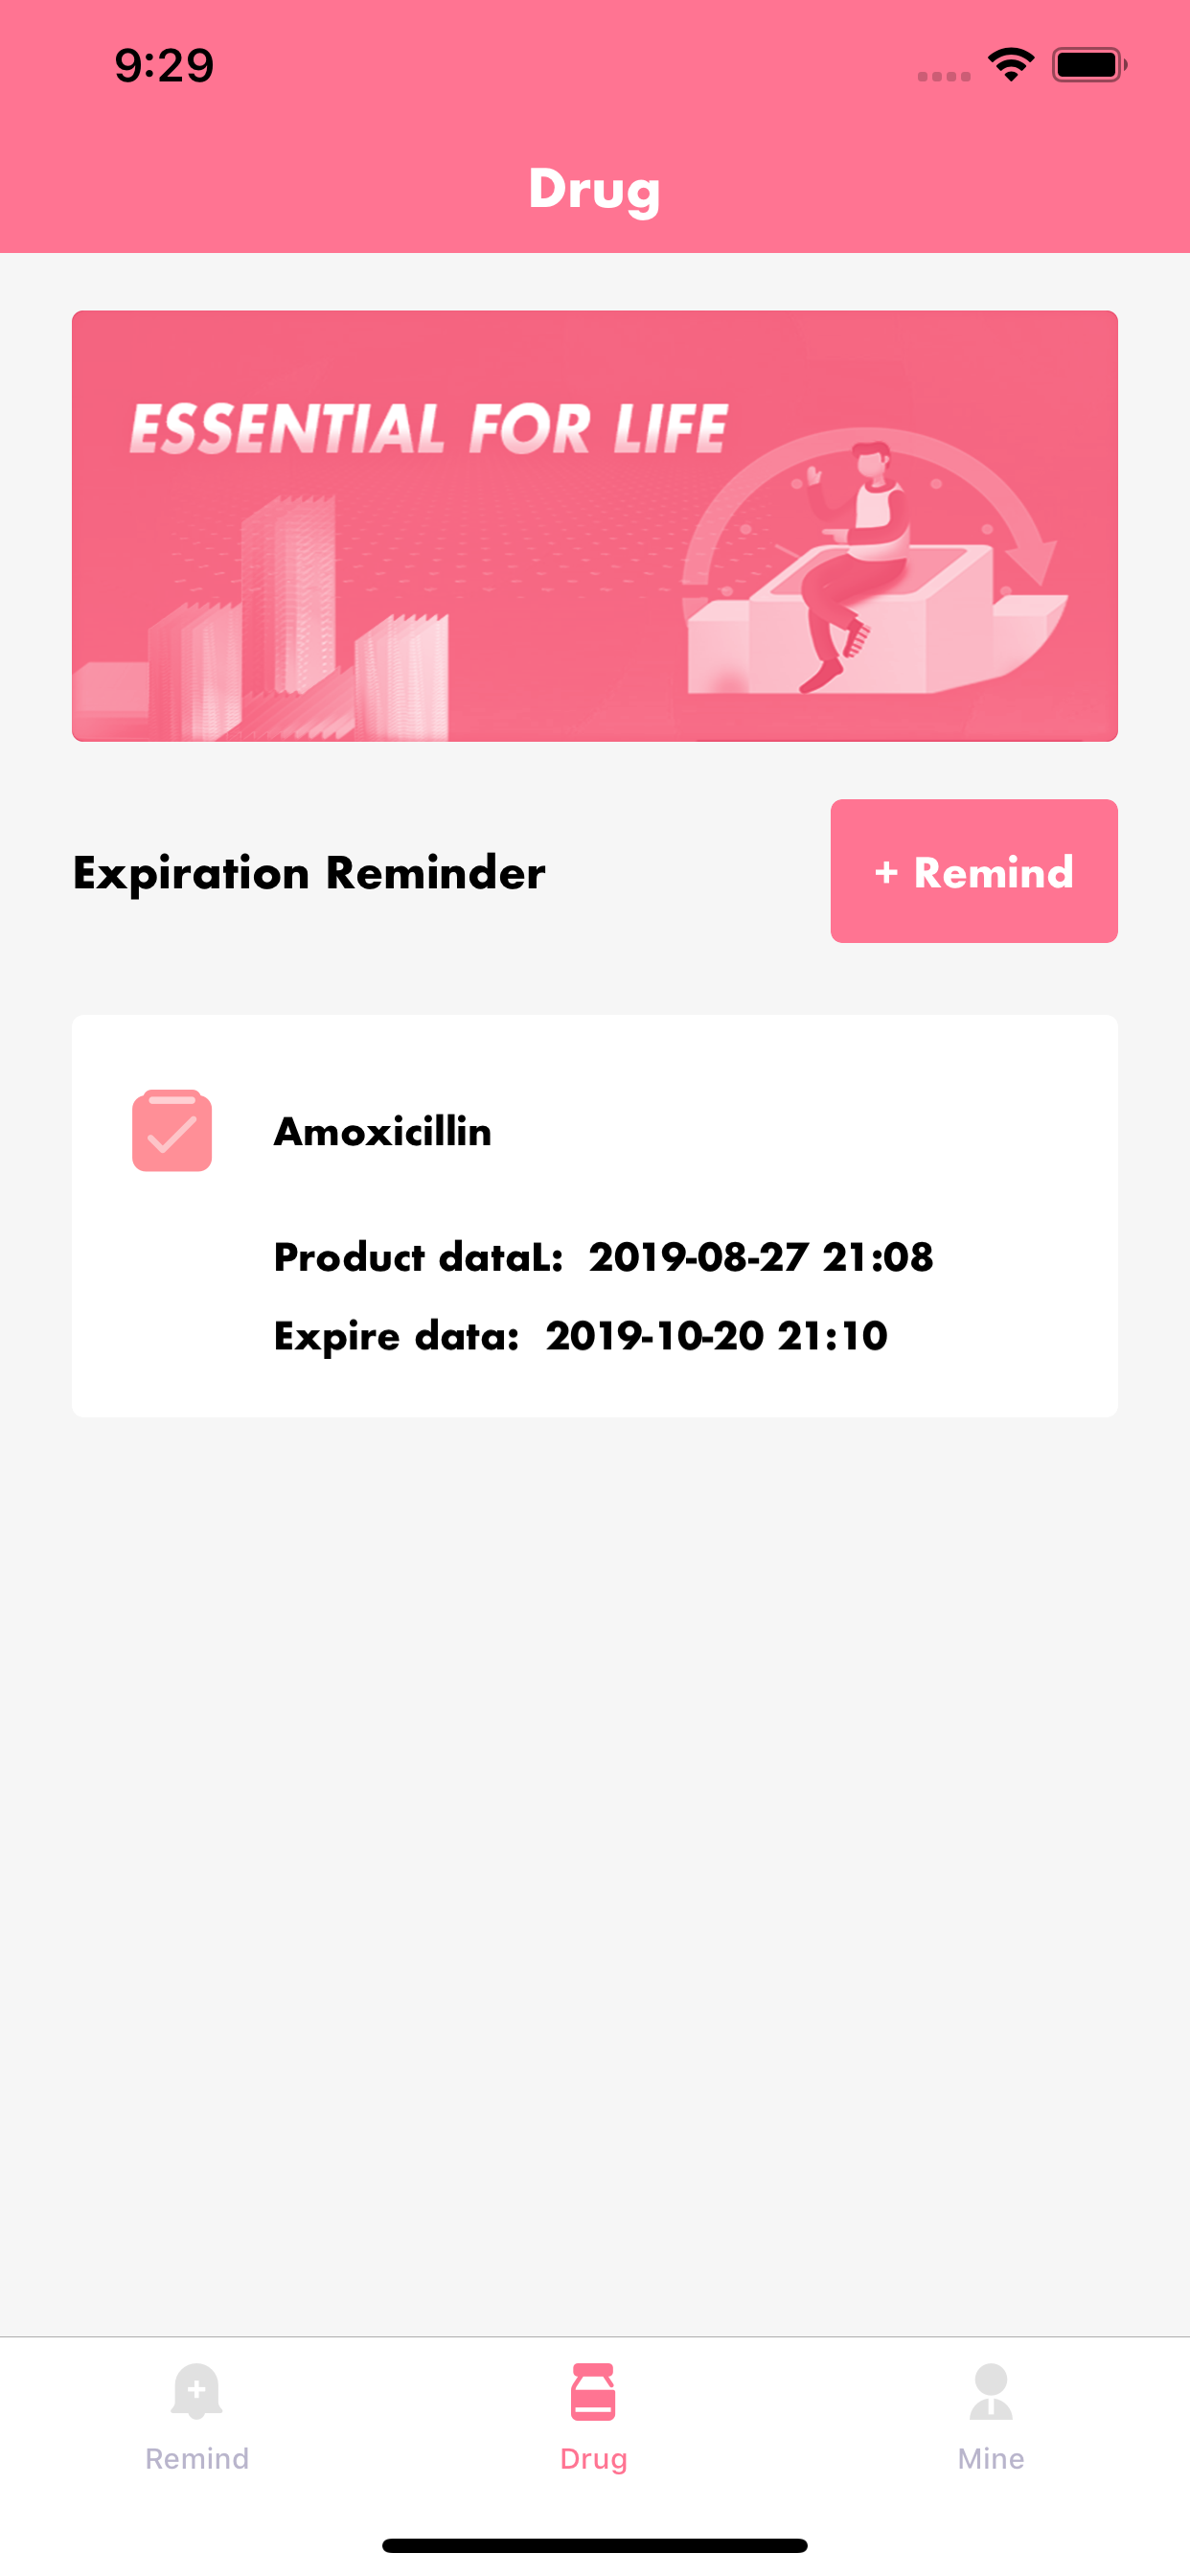 9:29
Drug
ESSENTIAL FOR LIFE
Expiration Reminder
+ Remind
Amoxicillin
Product dataL: 2019-08-27 21:08
Expire data: 2019-10-20 21:10
Remind
Drug
Mine